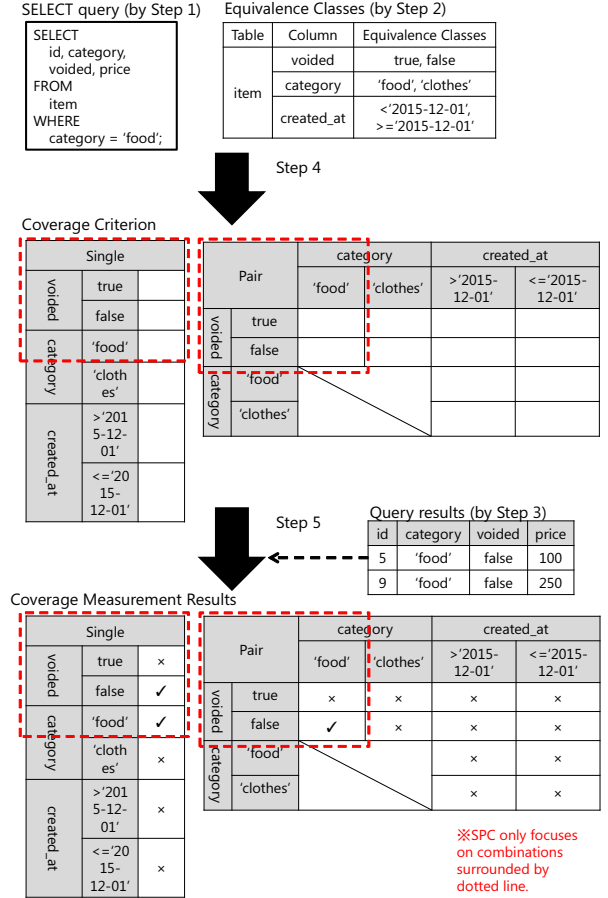 SELECT query (by Step 1)
SELECT
id, category,
voided, price
FROM
item
WHERE
category = ‘food’;
Equivalence Classes (by Step 2)
Table Column Equivalence Classes
item
voided true, false
category ‘food’, ‘clothes’
created_at <‘2015-12-01’,
>=‘2015-12-01’
Step 4
Coverage Criterion
Single
voided
true
false
category
‘food’
‘cloth
es’
created_at
>‘201
5-12-
01’
<=‘20
15-
12-01’
Pair
category created_at
‘food’ ‘clothes’ >‘2015- <=‘2015-
12-01’ 12-01’
voided
true
false
category
‘food’
‘clothes’
Step 5
Query results (by Step 3)
id category voided price
5 ‘food’ false 100
9 ‘food’ false 250
Coverage Measurement Results
Single
voided
true ×
false ✓
category
‘food’ ✓
‘cloth
es’ ×
created_at
>‘201
5-12- ×
01’
<=‘20
15- ×
12-01’
Pair
category created_at
‘food’ ‘clothes’ >‘2015- <=‘2015-
12-01’ 12-01’
voided
true × × × ×
false ✓ × × ×
category
‘food’ × ×
‘clothes’ × ×
※SPC only focuses
on combinations
surrounded by
dotted line.